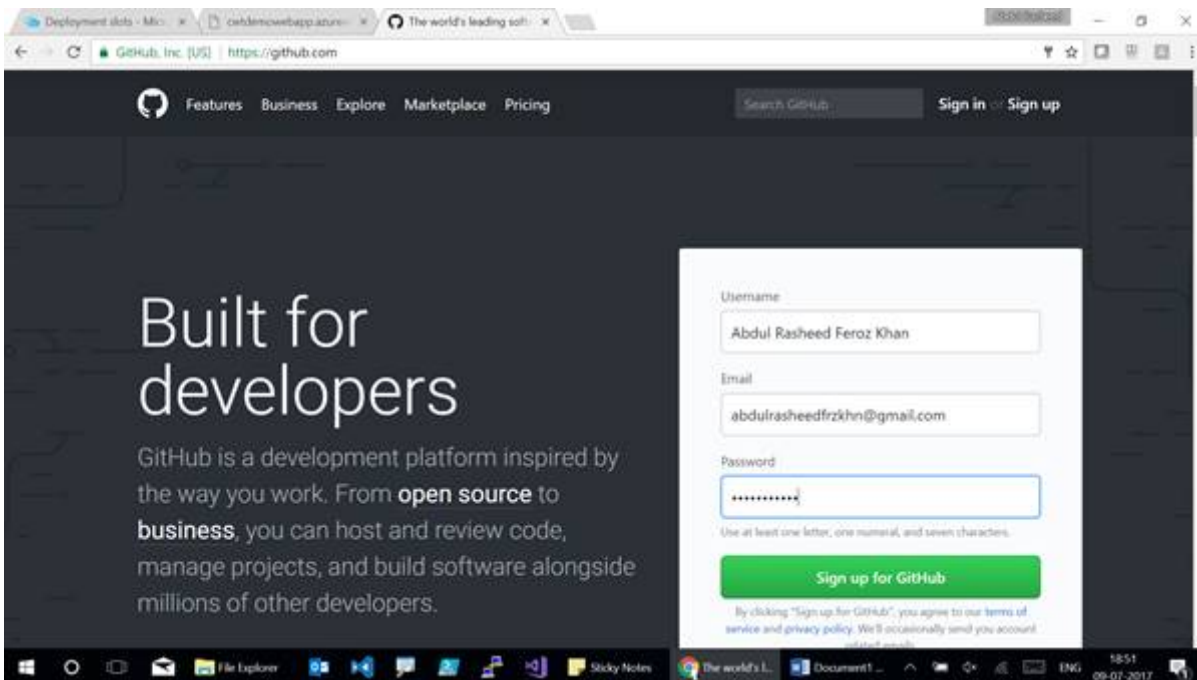 Deployment slots - Mic
The world's leading soft
GitHub, Inc. [US] | https://github.com
Features Business Explore Marketplace Pricing
Search GitHub
Sign in or Sign up
Built for
developers
GitHub is a development platform inspired by
the way you work. From open source to
business, you can host and review code,
manage projects, and build software alongside
millions of other developers.
Username
Abdul Rasheed Feroz Khan
Email
abdulrasheedfrzkhn@gmail.com
Password
•••••••••••
Use at least one letter, one numeral, and seven characters.
Sign up for GitHub
By clicking "Sign up for GitHub", you agree to our terms of
service and privacy policy. We'll occasionally send you account
related emails.
File Explorer
Sticky Notes
The world's l...
Document1 ...
ENG
18:51
09-07-2017